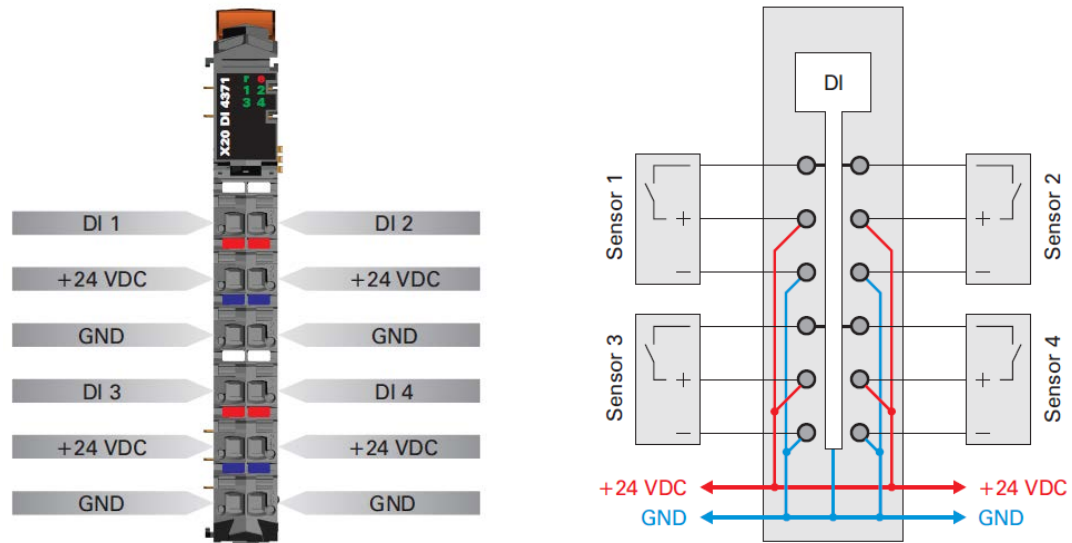 X20 DI 4371
r e
1 2
3 4
DI 1
DI 2
+24 VDC
+24 VDC
GND
GND
DI 3
DI 4
+24 VDC
+24 VDC
GND
GND
DI
Sensor 1
+
−
Sensor 2
+
−
Sensor 3
+
−
Sensor 4
+
−
+24 VDC
+24 VDC
GND
GND